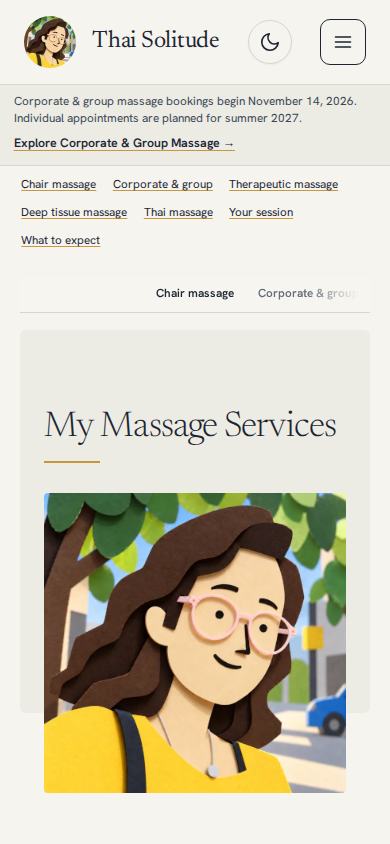 Thai Solitude
Corporate & group massage bookings begin November 14, 2026.
Individual appointments are planned for summer 2027.
Explore Corporate & Group Massage →
Chair massage Corporate & group Therapeutic massage
Deep tissue massage Thai massage Your session
What to expect
Chair massage Corporate & group
My Massage Services